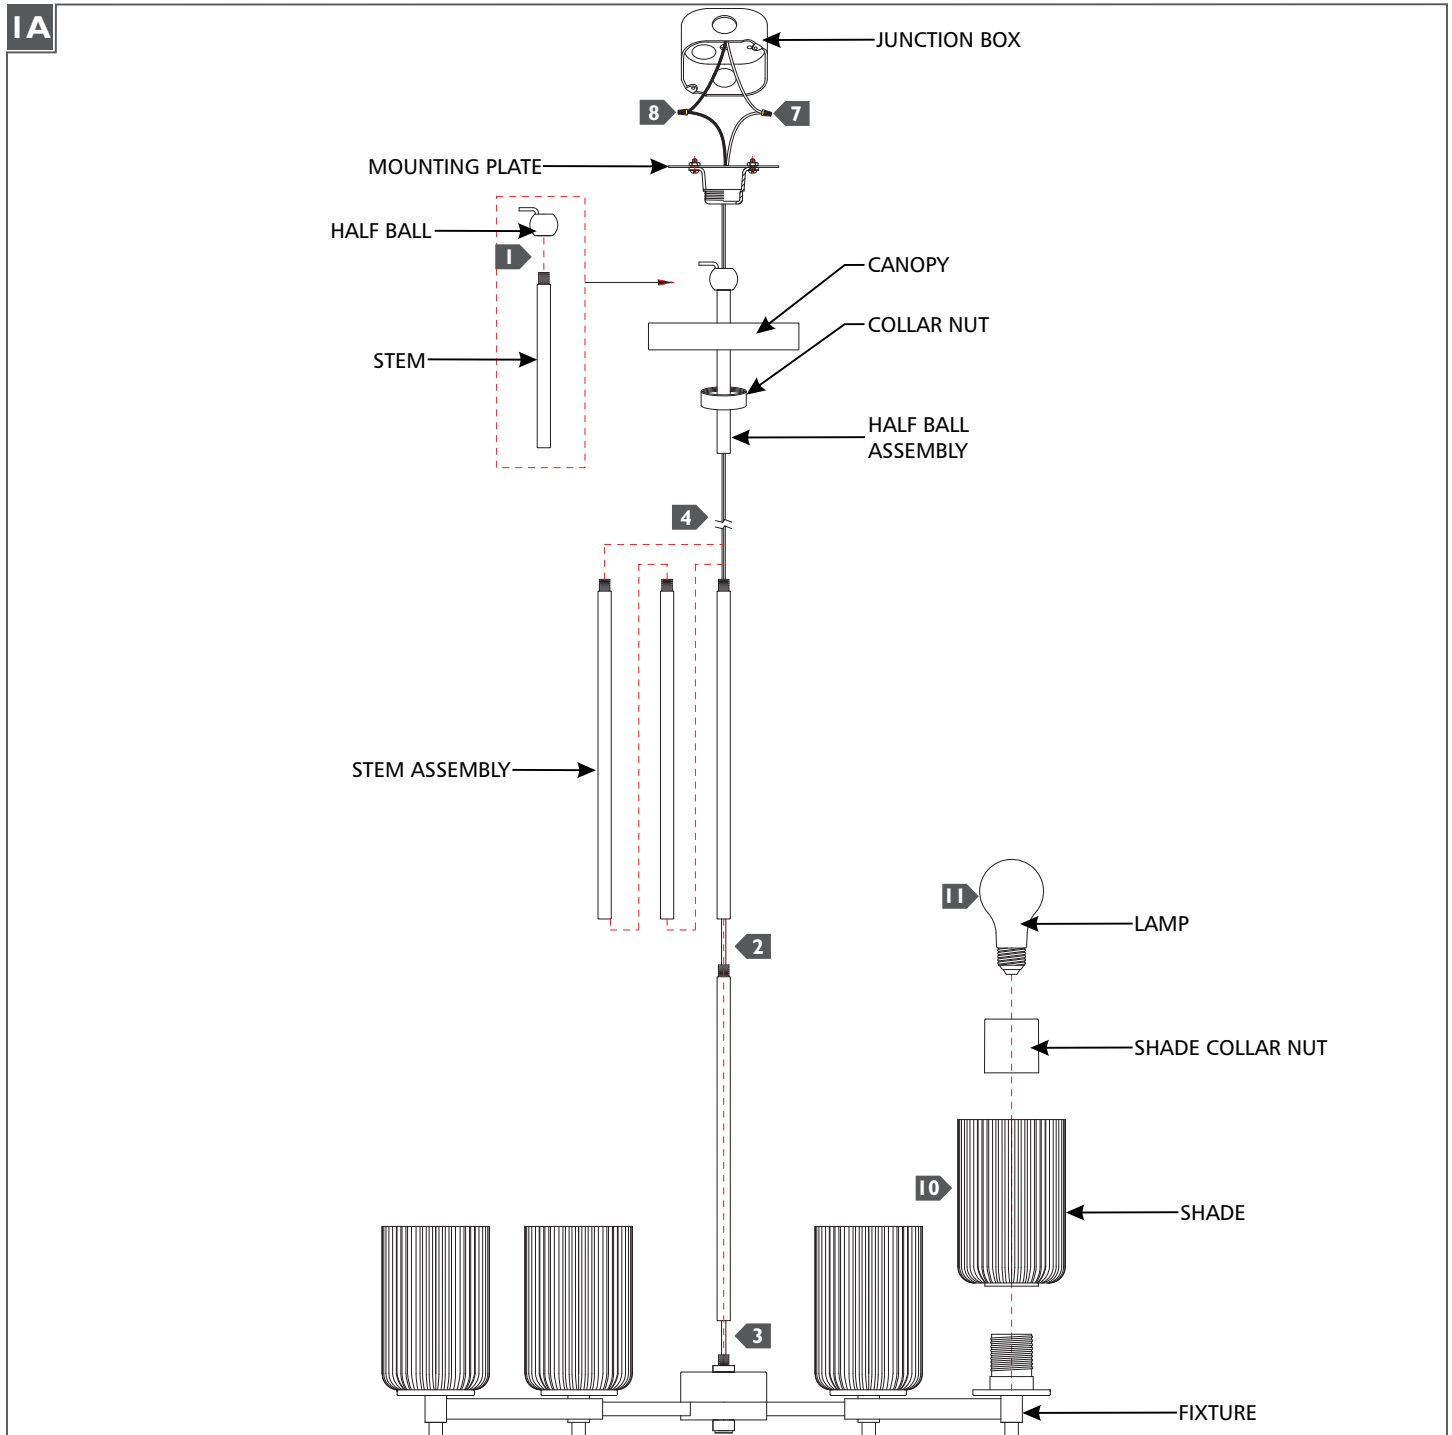 1A
JUNCTION BOX
8
7
MOUNTING PLATE
HALF BALL
1
CANOPY
COLLAR NUT
STEM
HALF BALL
ASSEMBLY
4
STEM ASSEMBLY
11
LAMP
2
SHADE COLLAR NUT
10
SHADE
3
FIXTURE